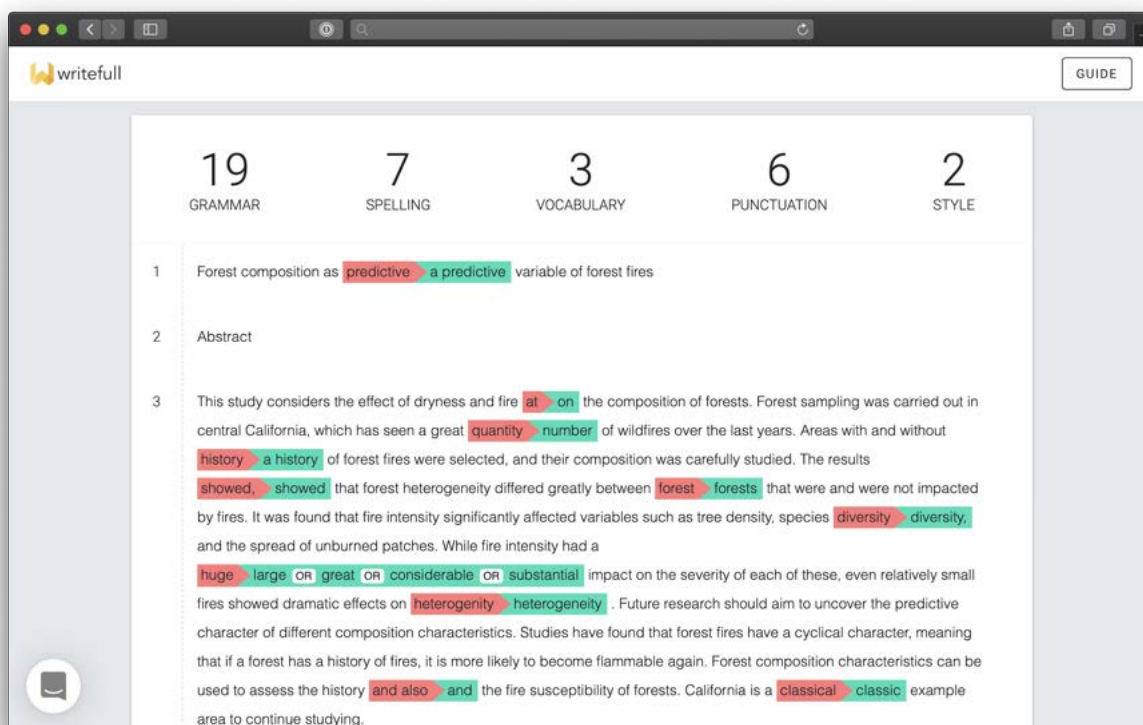 writefull
GUIDE
19 7 3 6 2
GRAMMAR SPELLING VOCABULARY PUNCTUATION STYLE
1 Forest composition as predictive a predictive variable of forest fires
2 Abstract
3 This study considers the effect of dryness and fire at on the composition of forests. Forest sampling was carried out in
central California, which has seen a great quantity number of wildfires over the last years. Areas with and without
history a history of forest fires were selected, and their composition was carefully studied. The results
showed, showed that forest heterogeneity differed greatly between forest forests that were and were not impacted
by fires. It was found that fire intensity significantly affected variables such as tree density, species diversity diversity,
and the spread of unburned patches. While fire intensity had a
huge large OR great OR considerable OR substantial impact on the severity of each of these, even relatively small
fires showed dramatic effects on heterogenity heterogeneity . Future research should aim to uncover the predictive
character of different composition characteristics. Studies have found that forest fires have a cyclical character, meaning
that if a forest has a history of fires, it is more likely to become flammable again. Forest composition characteristics can be
used to assess the history and also and the fire susceptibility of forests. California is a classical classic example
area to continue studying.